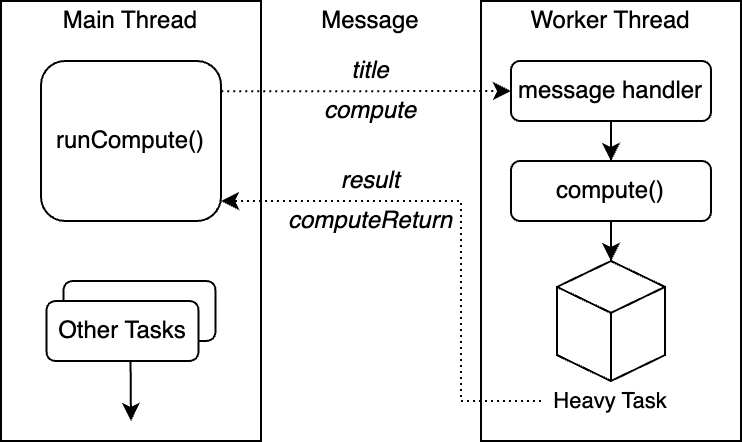 Main Thread
Message
Worker Thread
title
message handler
compute
runCompute()
result
compute()
computeReturn
Other Tasks
Heavy Task